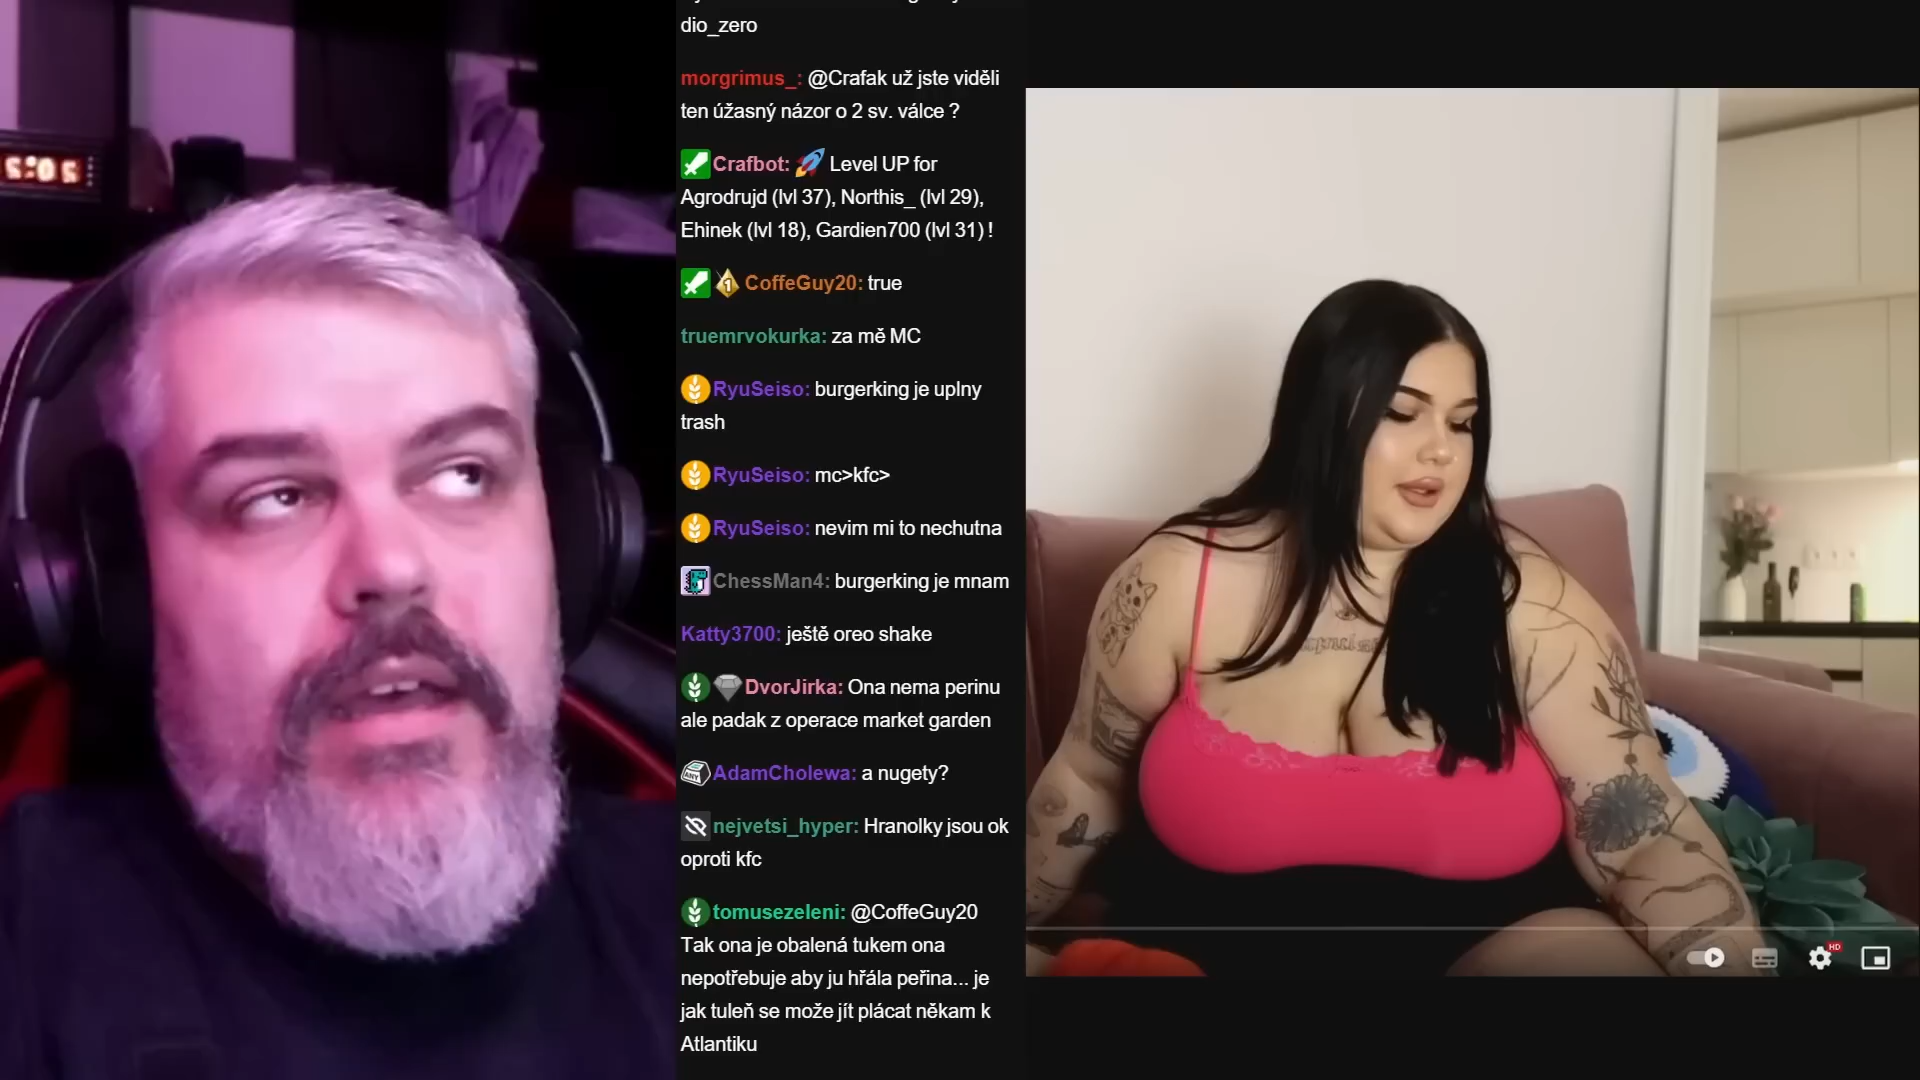 dio_zero
morgrimus_: @Crafak už jste viděli
ten úžasný názor o 2 sv. válce ?
Crafbot: 🚀 Level UP for
Agrodrujd (lvl 37), Northis_ (lvl 29),
Ehinek (lvl 18), Gardien700 (lvl 31) !
1 CoffeGuy20: true
truemrvokurka: za mě MC
RyuSeiso: burgerking je uplny
trash
RyuSeiso: mc>kfc>
RyuSeiso: nevim mi to nechutna
ChessMan4: burgerking je mnam
Katty3700: ještě oreo shake
DvorJirka: Ona nema perinu
ale padak z operace market garden
ANY AdamCholewa: a nugety?
nejvetsi_hyper: Hranolky jsou ok
oproti kfc
tomusezeleni: @CoffeGuy20
Tak ona je obalená tukem ona
nepotřebuje aby ju hřála peřina... je
jak tuleň se može jít plácat někam k
Atlantiku
HD